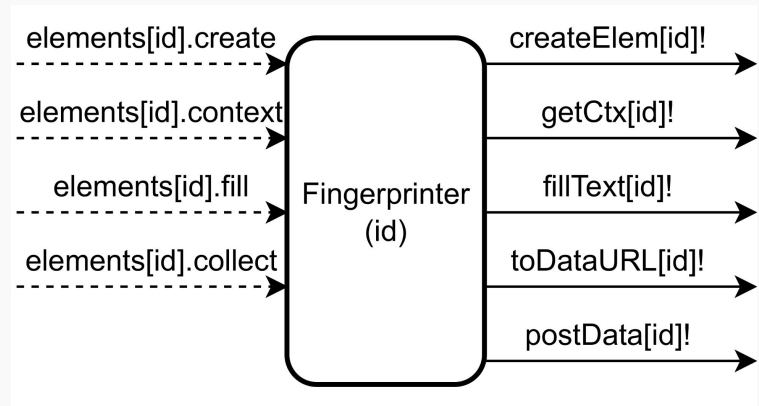 elements[id].create
createElem[id]!
elements[id].context
getCtx[id]!
elements[id].fill
Fingerprinter
(id)
fillText[id]!
elements[id].collect
toDataURL[id]!
postData[id]!